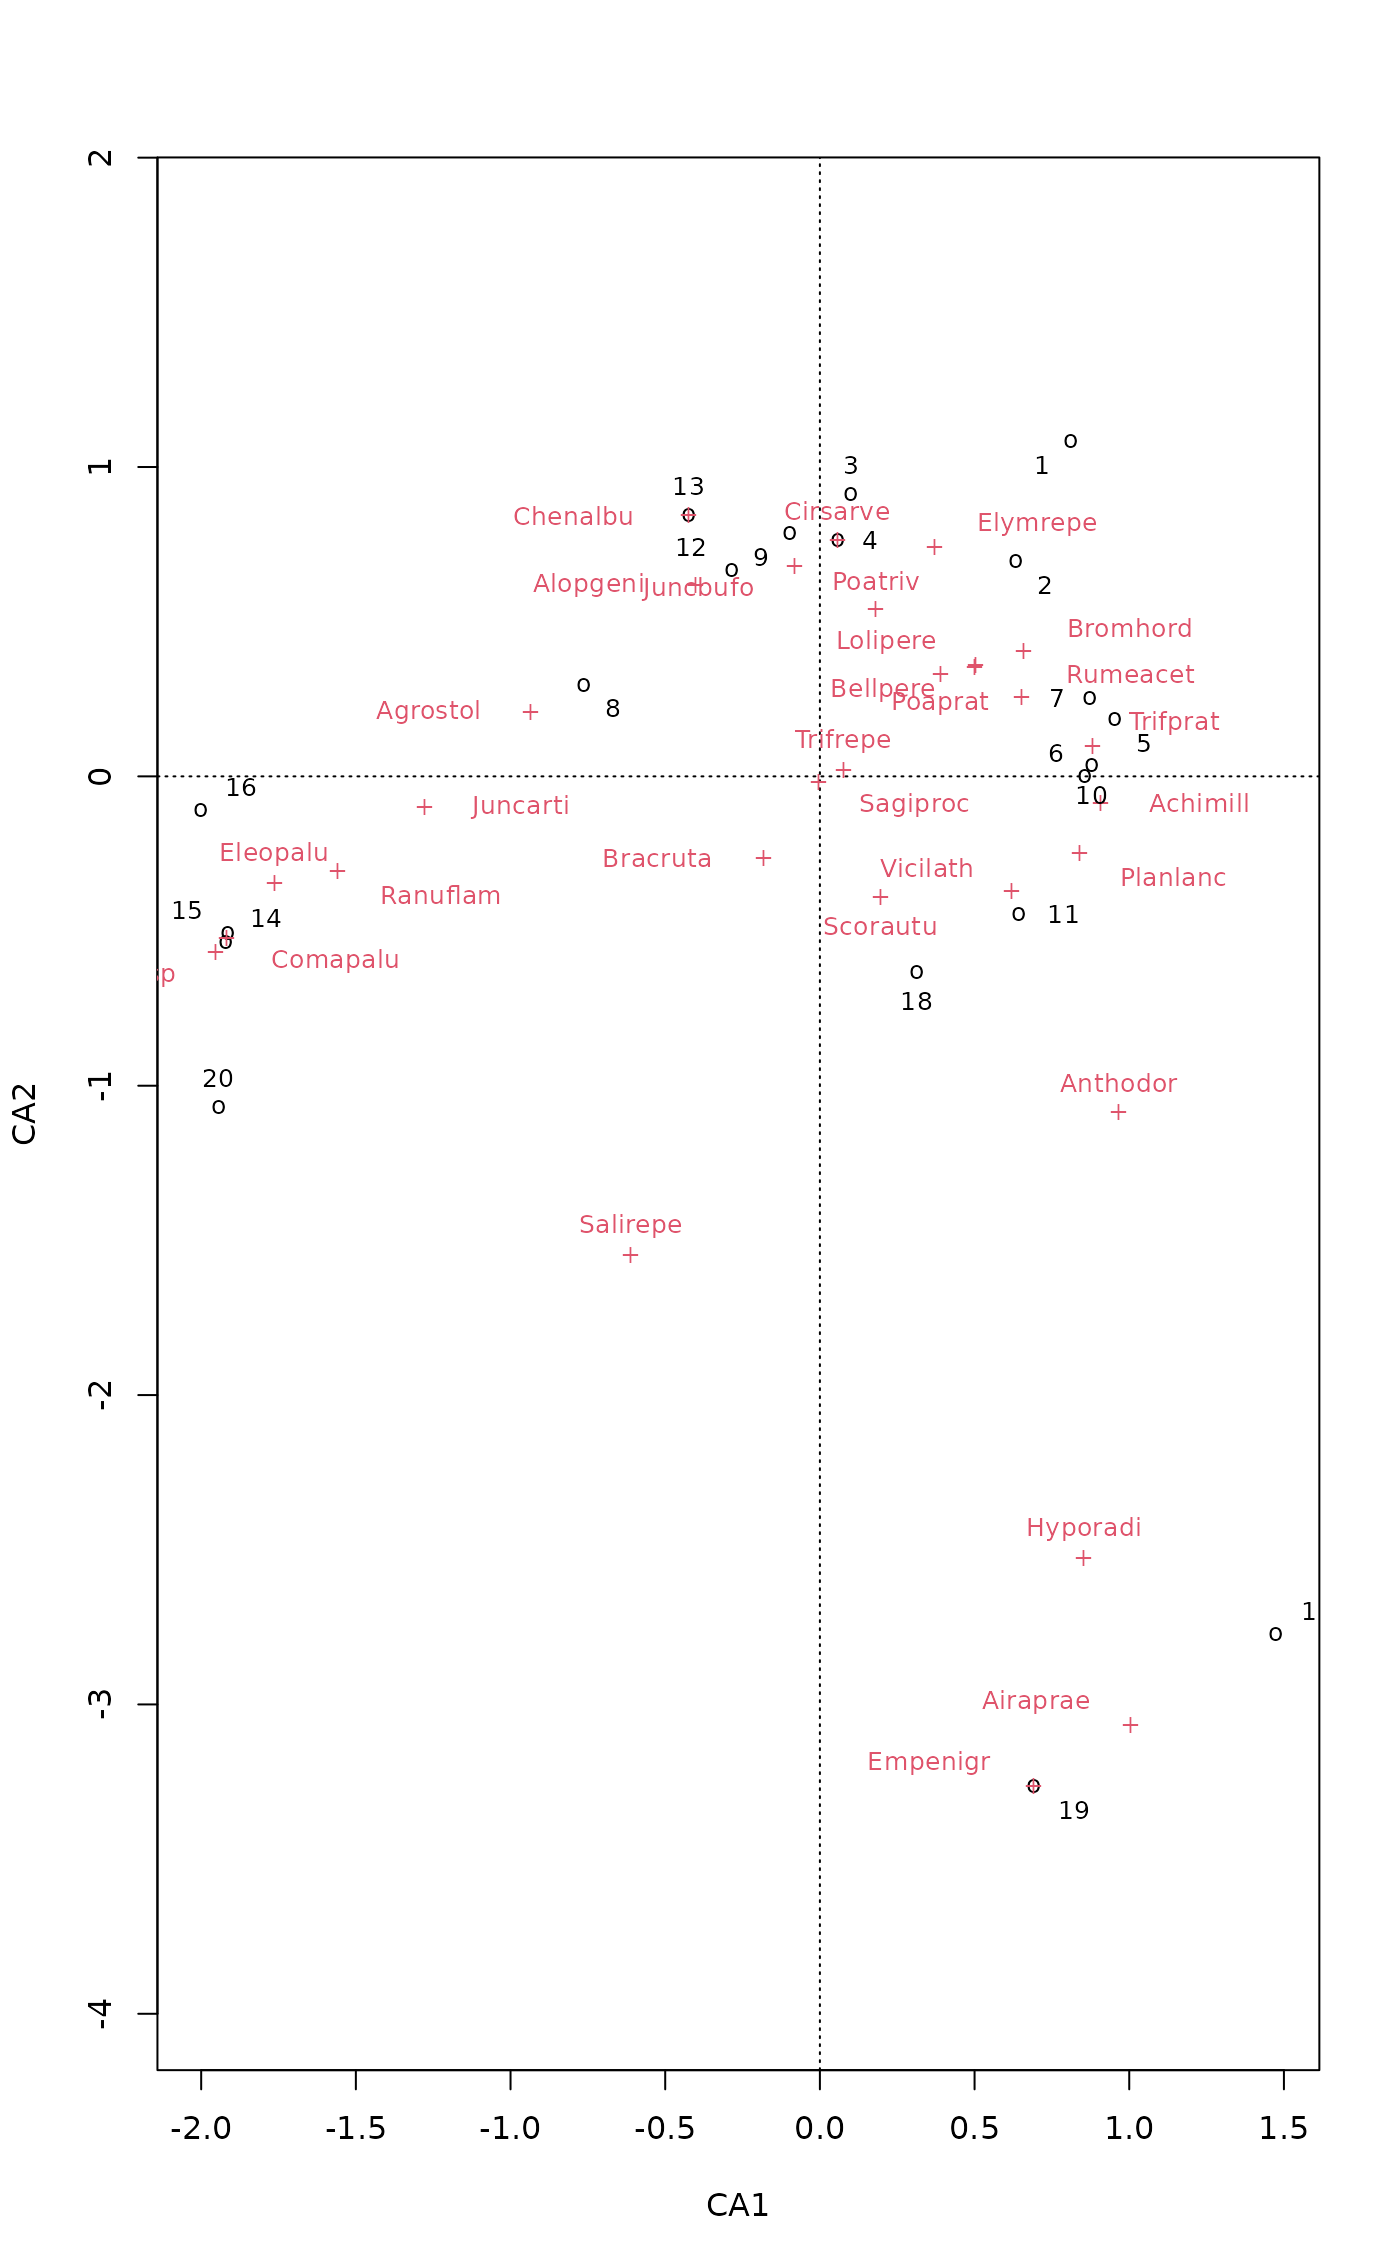 2
1
3
1
13
Cirsarve
Chenalbu
Elymrepe
4
12
9
Poatriv
2
Alopgeni
Juncbufo
Bromhord
Lolipere
Rumeacet
Bellpere
7
Poaprat
8
Agrostol
Trifprat
Trifrepe
5
6
0
16
10
Juncarti
Sagiproc
Achimill
Eleopalu
Bracruta
Vicilath
Planlanc
Ranuflam
15
14
11
Scorautu
Comapalu
p
18
20
-1
Anthodor
CA2
Salirepe
-2
Hyporadi
1
-3
Airaprae
Empenigr
19
-4
-2.0 -1.5 -1.0 -0.5 0.0 0.5 1.0 1.5
CA1